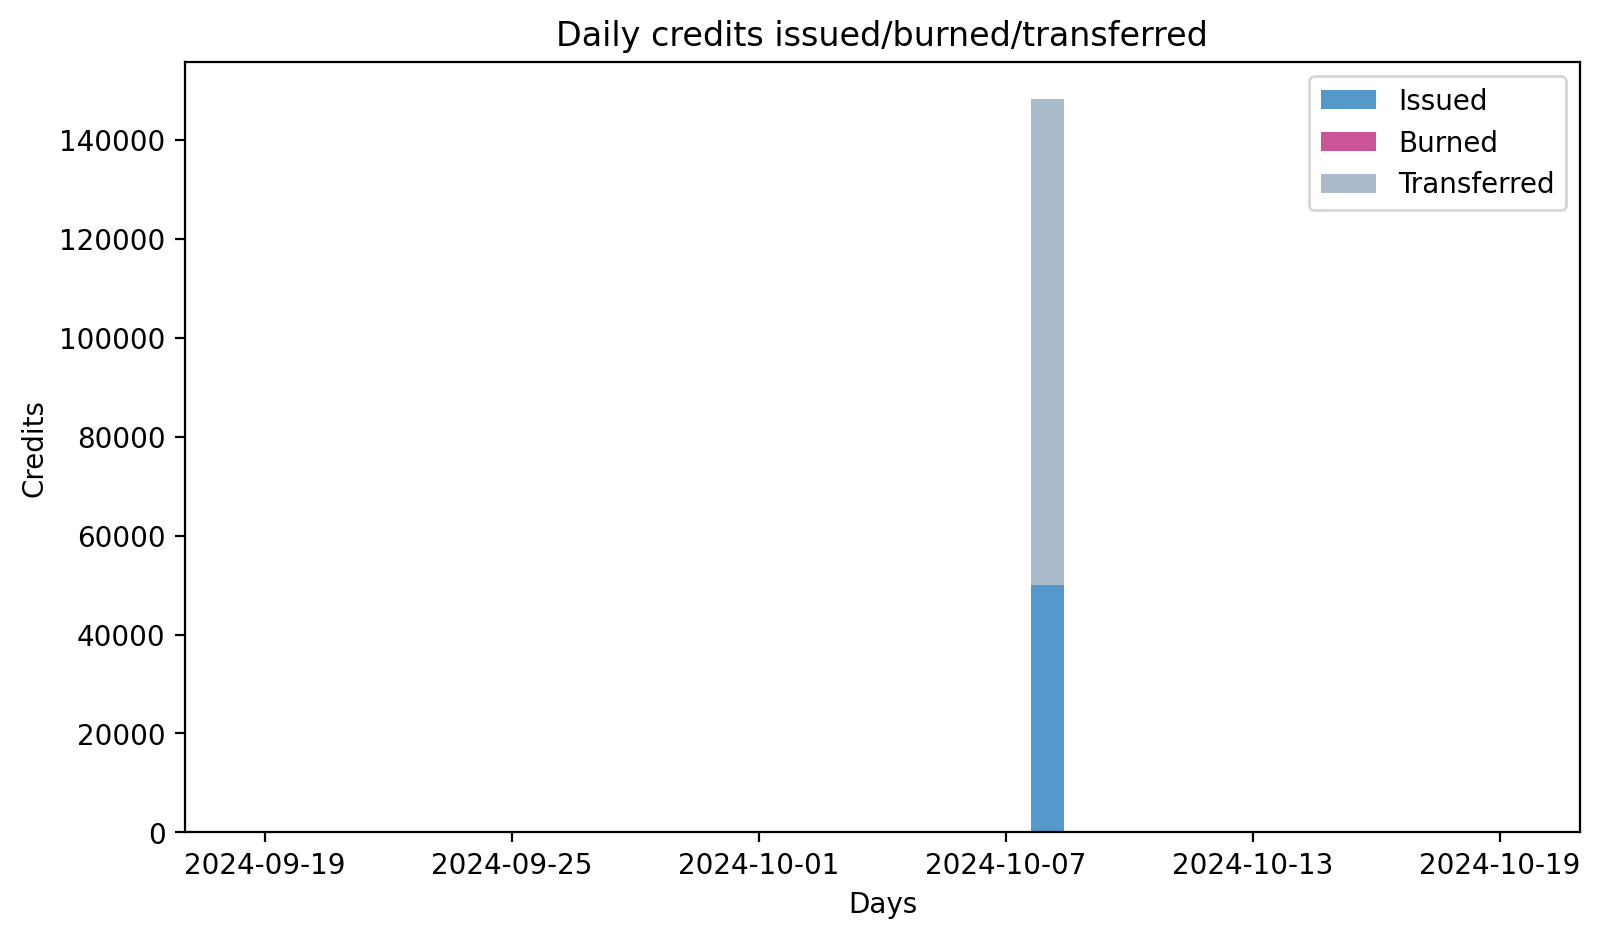 Daily credits issued/burned/transferred
Issued
Burned
Transferred
140000
120000
100000
80000
60000
40000
20000
0
Credits
2024-09-19 2024-09-25 2024-10-01 2024-10-07 2024-10-13 2024-10-19
Days